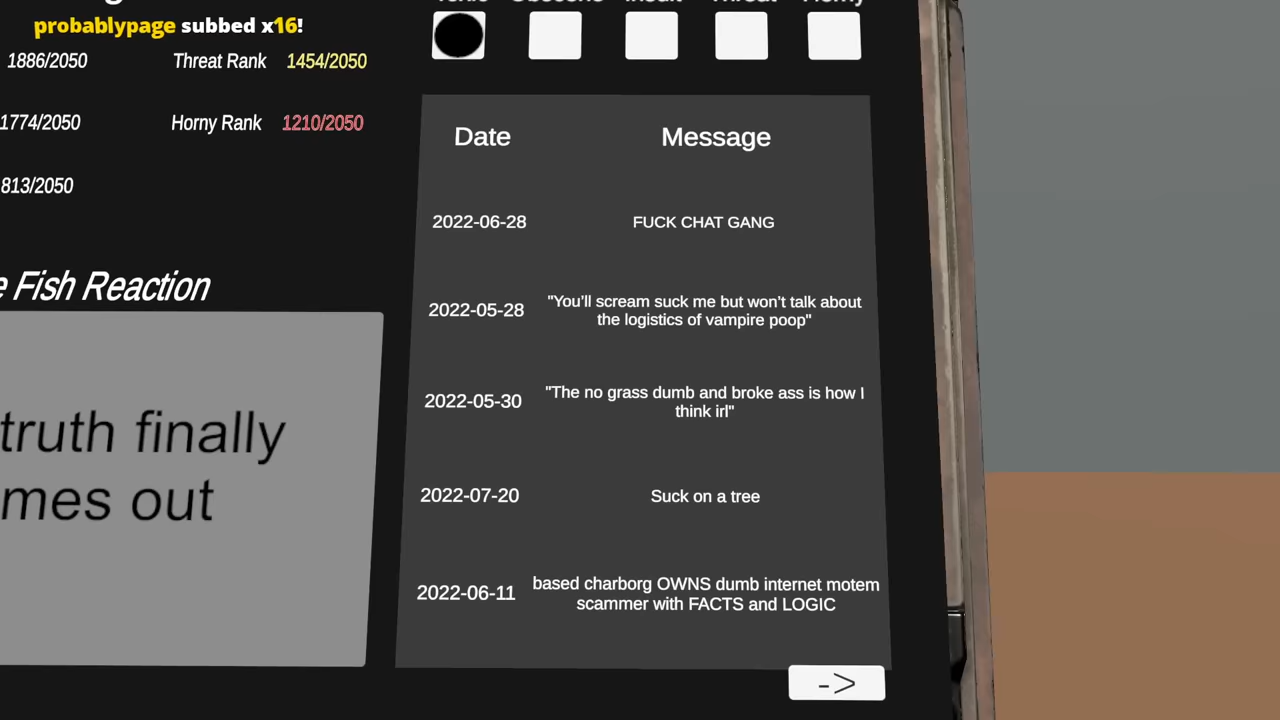 probablypage subbed x16!
Obscene Insult Threat Horny
1886/2050 Threat Rank 1454/2050
1774/2050 Horny Rank 1210/2050
813/2050
Fish Reaction
truth finally
out
Date Message
2022-06-28 FUCK CHAT GANG
2022-05-28 "You'll scream suck me but won't talk about
the logistics of vampire poop"
2022-05-30 "The no grass dumb and broke ass is how I
think irl"
2022-07-20 Suck on a tree
2022-06-11 based charborg OWNS dumb internet motem
scammer with FACTS and LOGIC
->